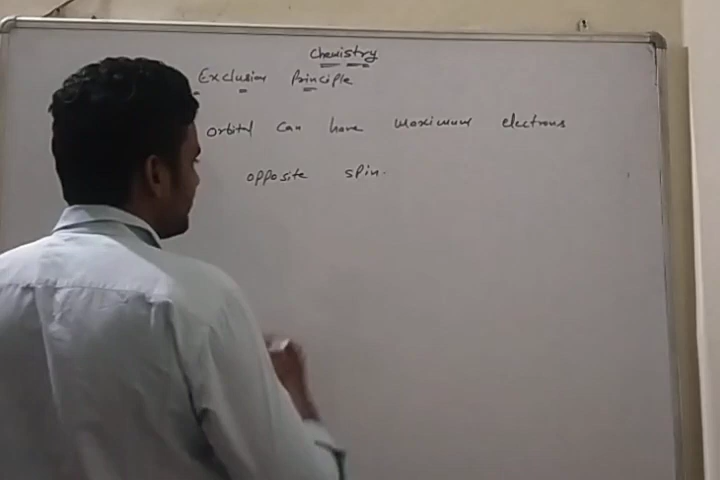 Chemistry
Exclusion Principle
orbital can have maximum electrons
opposite spin.